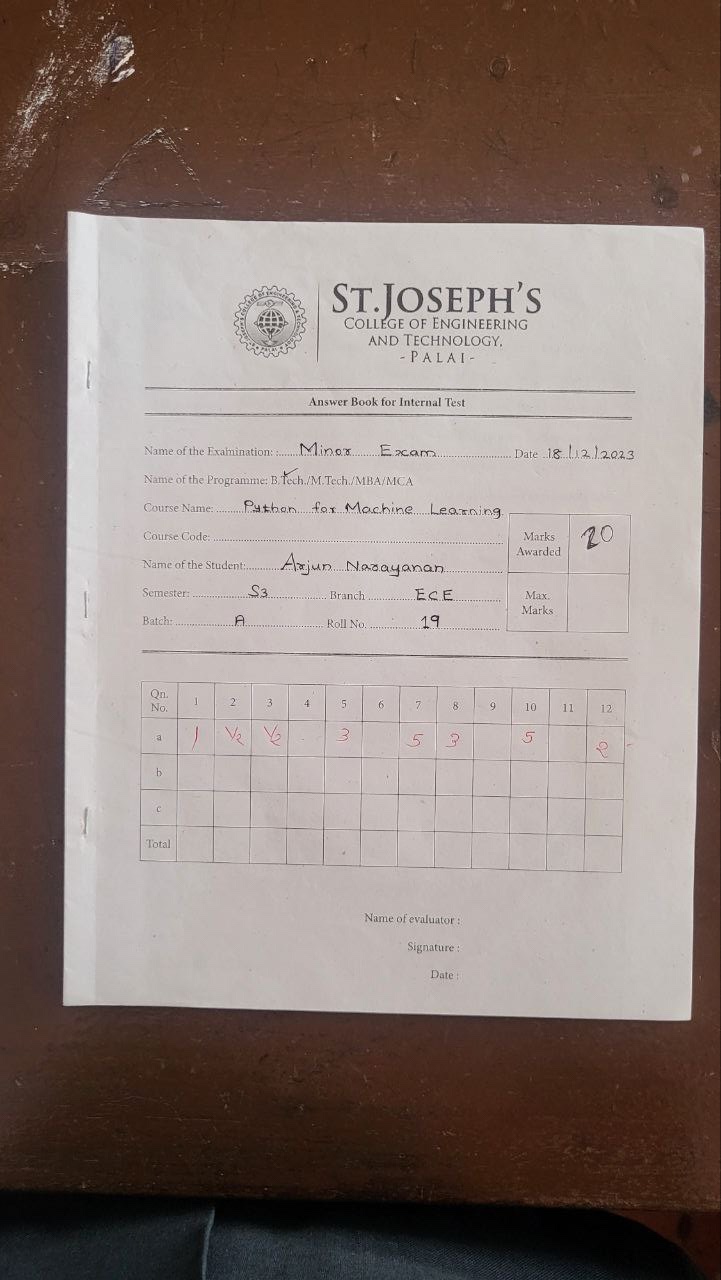 ST.JOSEPH'S
COLLEGE OF ENGINEERING
AND TECHNOLOGY,
- PALAI -
Answer Book for Internal Test
Name of the Examination: Minor Exam Date 18/12/2023
Name of the Programme: B.Tech./M.Tech./MBA/MCA
Course Name: Python for Machine Learning
Course Code:
Marks Awarded 20
Name of the Student: Arjun Narayanan
Semester: S3 Branch ECE
Max. Marks
Batch: A Roll No. 19
Qn. No. 1 2 3 4 5 6 7 8 9 10 11 12
a 1 1/2 1/2 3 5 3 5 2
b
c
Total
Name of evaluator :
Signature :
Date :